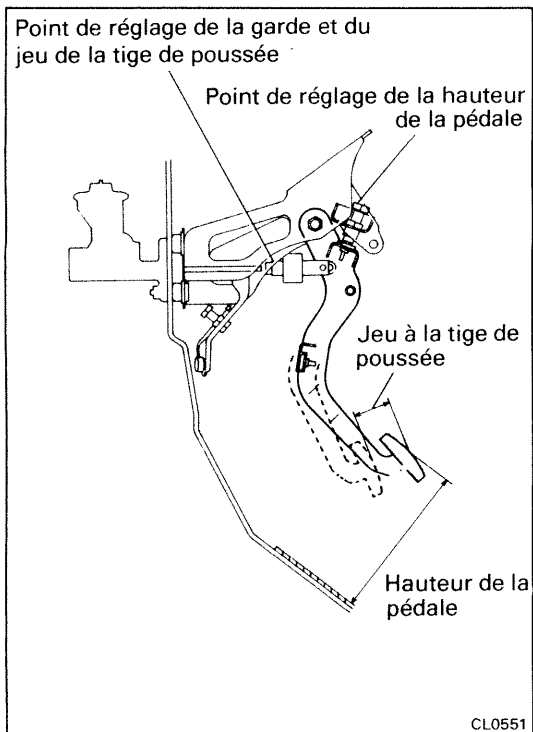 Point de réglage de la garde et du
jeu de la tige de poussée
Point de réglage de la hauteur
de la pédale
Jeu à la tige de
poussée
Hauteur de la
pédale
CL0551